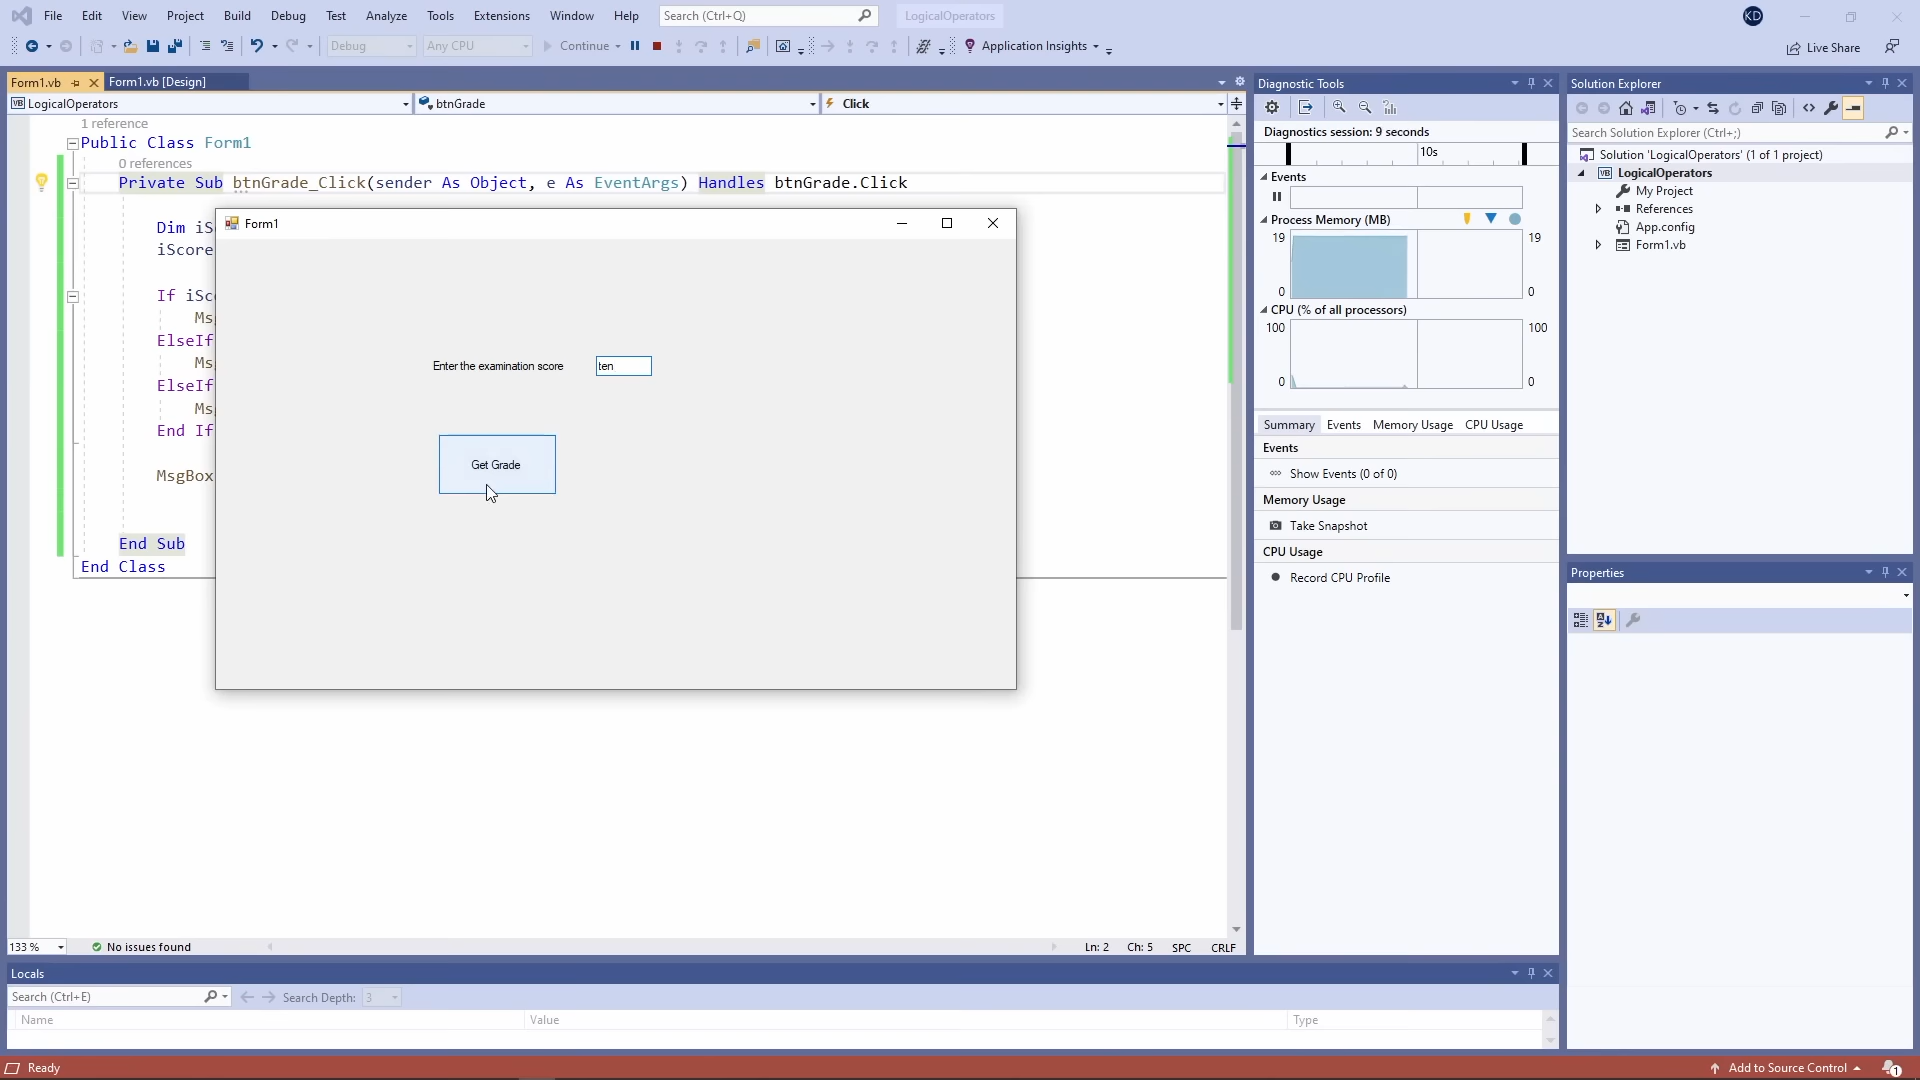 File Edit View Project Build Debug Test Analyze Tools Extensions Window Help Search (Ctrl+Q) LogicalOperators KD
Debug Any CPU Continue Application Insights Live Share
Form1.vb Form1.vb [Design]
VB LogicalOperators btnGrade Click
1 reference
Public Class Form1
0 references
Private Sub btnGrade_Click(sender As Object, e As EventArgs) Handles btnGrade.Click
Dim iSc
iScore
If iSco
Msg
ElseIf
Msg
ElseIf
Msg
End If
MsgBox
End Sub
End Class
Form1
Enter the examination score ten
Get Grade
133 % No issues found Ln: 2 Ch: 5 SPC CRLF
Diagnostic Tools
Diagnostics session: 9 seconds
10s
Events
Process Memory (MB)
19 19
0 0
CPU (% of all processors)
100 100
0 0
Summary Events Memory Usage CPU Usage
Events
Show Events (0 of 0)
Memory Usage
Take Snapshot
CPU Usage
Record CPU Profile
Solution Explorer
Search Solution Explorer (Ctrl+;)
Solution 'LogicalOperators' (1 of 1 project)
VB LogicalOperators
My Project
References
App.config
Form1.vb
Properties
Locals
Search (Ctrl+E) Search Depth: 3
Name Value Type
Ready Add to Source Control 1